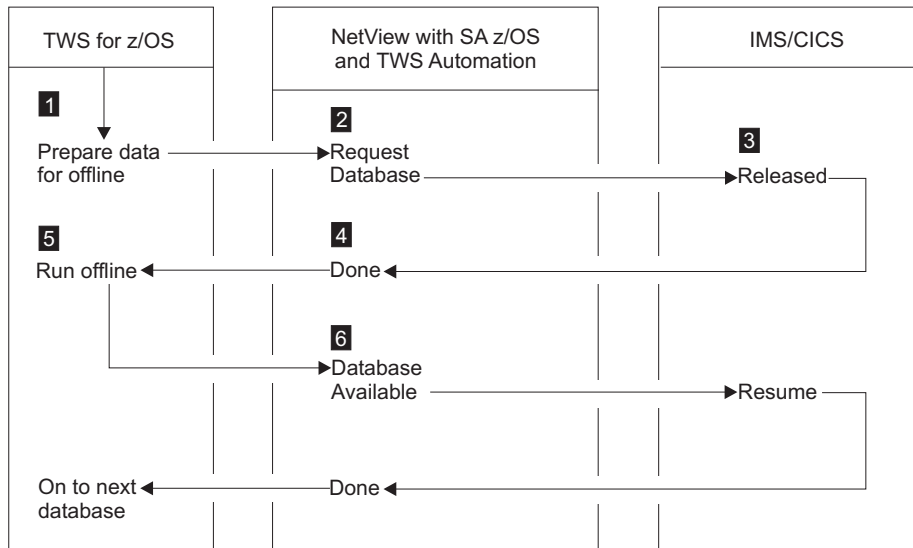 TWS for z/OS
NetView with SA z/OS
and TWS Automation
IMS/CICS
1
Prepare data
for offline
2
Request
Database
3
Released
4
Done
5
Run offline
6
Database
Available
Resume
Done
On to next
database